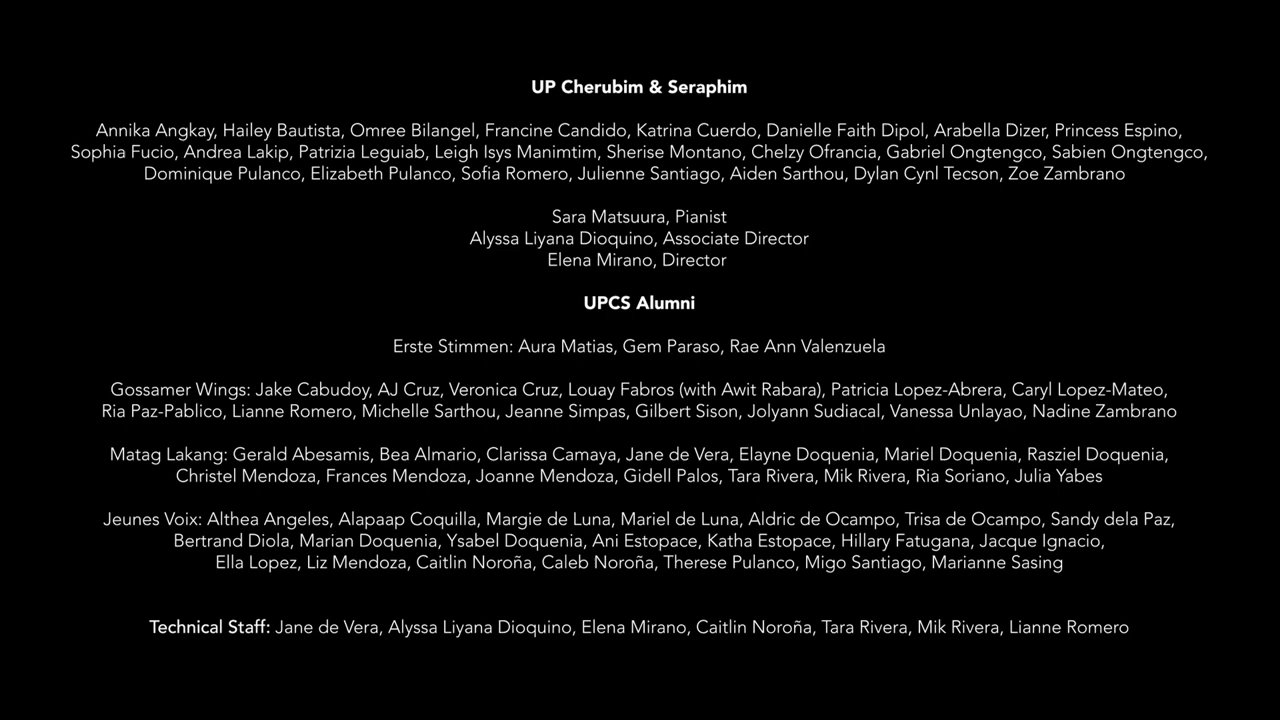 UP Cherubim & Seraphim
Annika Angkay, Hailey Bautista, Omree Bilangel, Francine Candido, Katrina Cuerdo, Danielle Faith Dipol, Arabella Dizer, Princess Espino,
Sophia Fucio, Andrea Lakip, Patrizia Leguiab, Leigh Isys Manimtim, Sherise Montano, Chelzy Ofrancia, Gabriel Ongtengco, Sabien Ongtengco,
Dominique Pulanco, Elizabeth Pulanco, Sofia Romero, Julienne Santiago, Aiden Sarthou, Dylan Cynl Tecson, Zoe Zambrano
Sara Matsuura, Pianist
Alyssa Liyana Dioquino, Associate Director
Elena Mirano, Director
UPCS Alumni
Erste Stimmen: Aura Matias, Gem Paraso, Rae Ann Valenzuela
Gossamer Wings: Jake Cabudoy, AJ Cruz, Veronica Cruz, Louay Fabros (with Awit Rabara), Patricia Lopez-Abrera, Caryl Lopez-Mateo,
Ria Paz-Pablico, Lianne Romero, Michelle Sarthou, Jeanne Simpas, Gilbert Sison, Jolyann Sudiacal, Vanessa Unlayao, Nadine Zambrano
Matag Lakang: Gerald Abesamis, Bea Almario, Clarissa Camaya, Jane de Vera, Elayne Doquenia, Mariel Doquenia, Rasziel Doquenia,
Christel Mendoza, Frances Mendoza, Joanne Mendoza, Gidell Palos, Tara Rivera, Mik Rivera, Ria Soriano, Julia Yabes
Jeunes Voix: Althea Angeles, Alapaap Coquilla, Margie de Luna, Mariel de Luna, Aldric de Ocampo, Trisa de Ocampo, Sandy dela Paz,
Bertrand Diola, Marian Doquenia, Ysabel Doquenia, Ani Estopace, Katha Estopace, Hillary Fatugana, Jacque Ignacio,
Ella Lopez, Liz Mendoza, Caitlin Noroña, Caleb Noroña, Therese Pulanco, Migo Santiago, Marianne Sasing
Technical Staff: Jane de Vera, Alyssa Liyana Dioquino, Elena Mirano, Caitlin Noroña, Tara Rivera, Mik Rivera, Lianne Romero